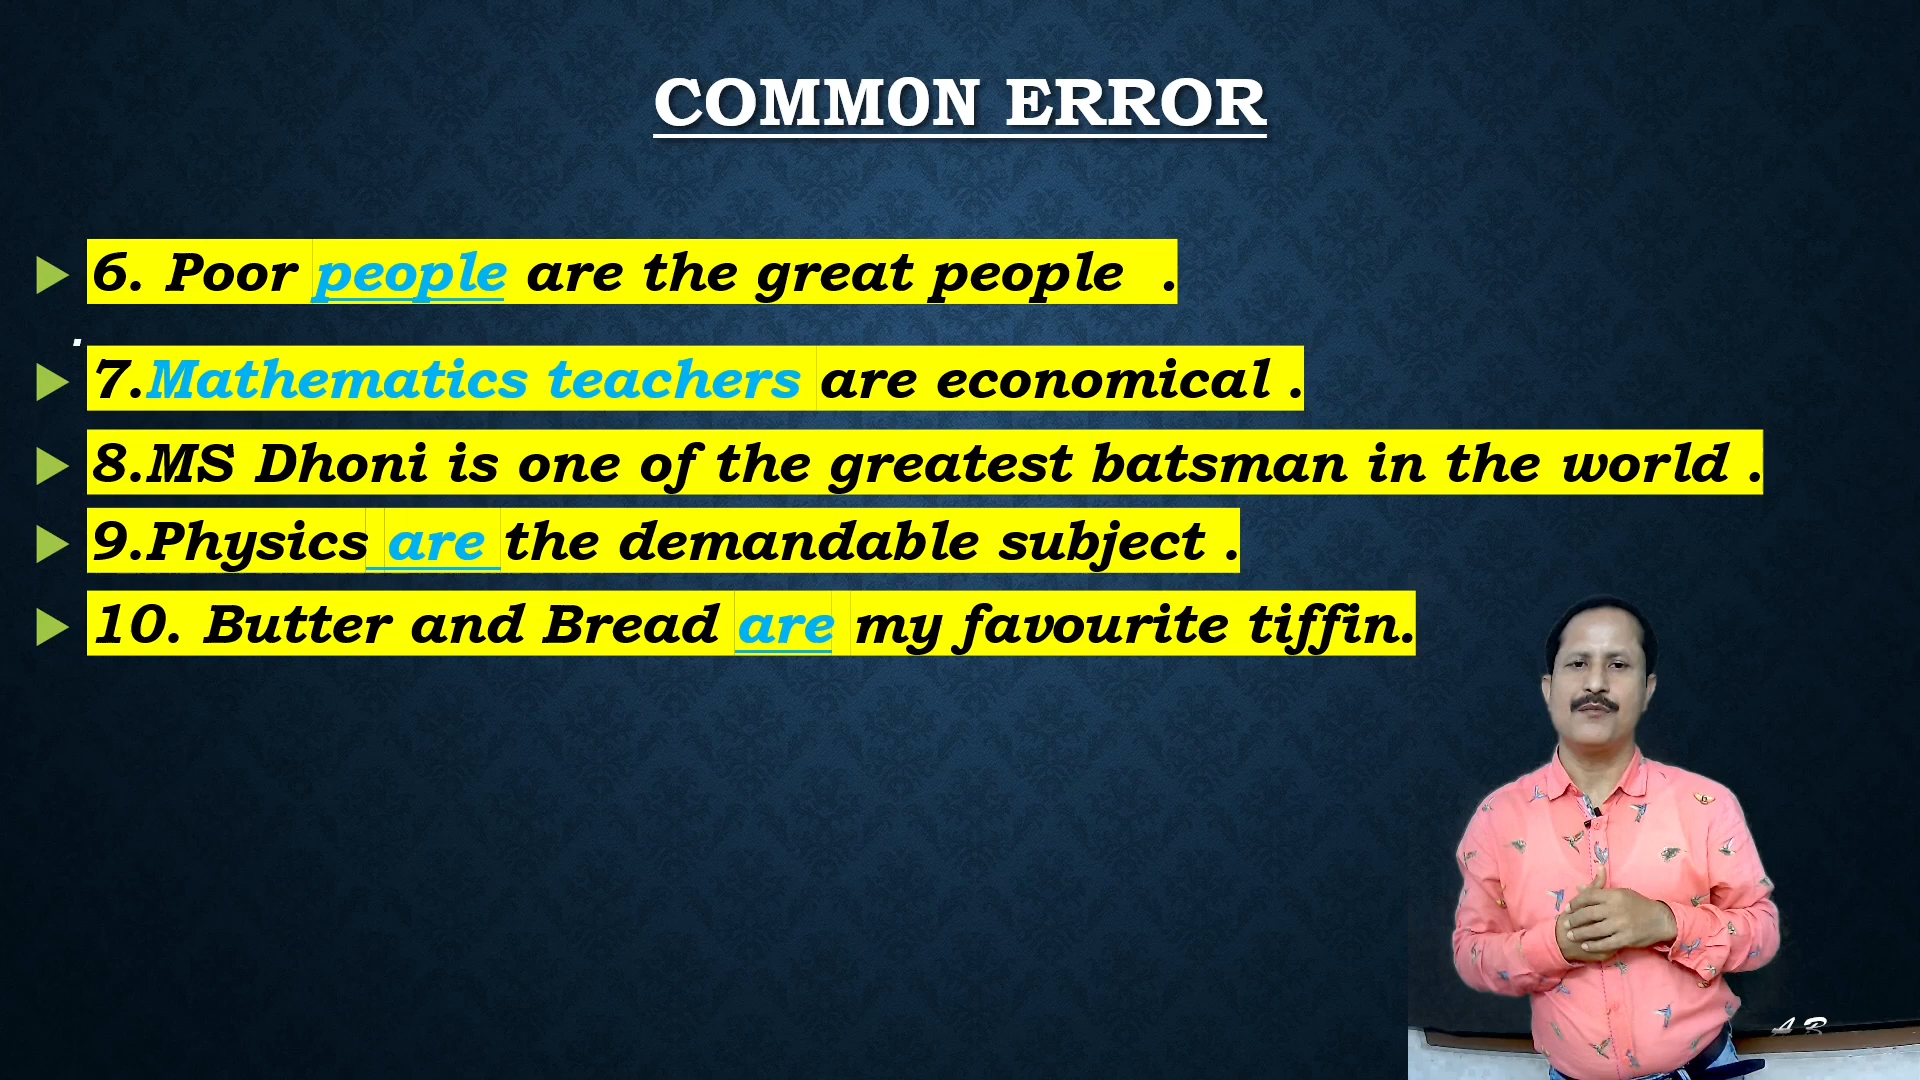 COMMON ERROR
6. Poor people are the great people .
.
7.Mathematics teachers are economical .
8.MS Dhoni is one of the greatest batsman in the world .
9.Physics are the demandable subject .
10. Butter and Bread are my favourite tiffin.
A B